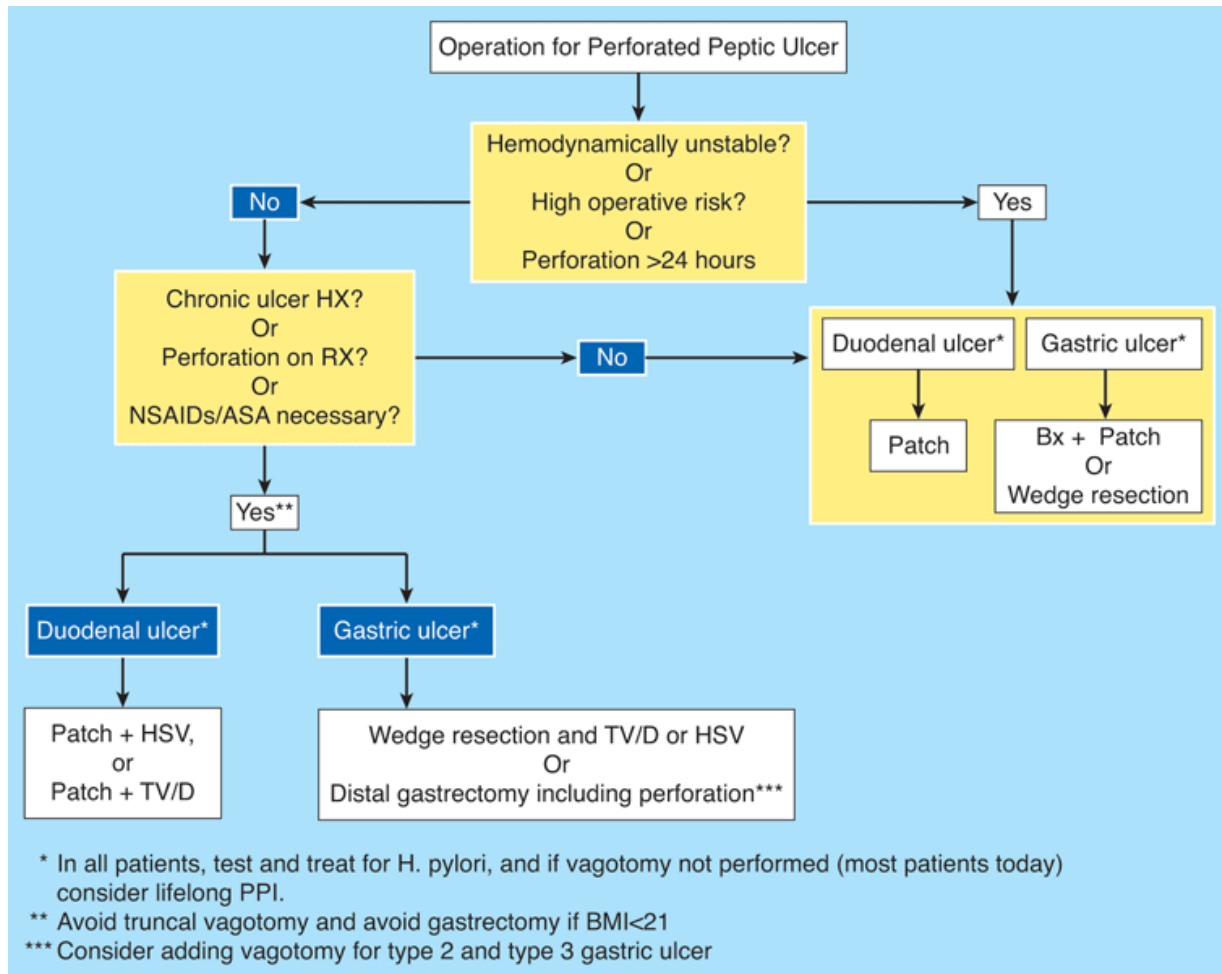 Operation for Perforated Peptic Ulcer
Hemodynamically unstable?
Or
High operative risk?
Or
Perforation >24 hours
No
Yes
Chronic ulcer HX?
Or
Perforation on RX?
Or
NSAIDs/ASA necessary?
No
Duodenal ulcer*
Gastric ulcer*
Patch
Bx + Patch
Or
Wedge resection
Yes**
Duodenal ulcer*
Gastric ulcer*
Patch + HSV,
or
Patch + TV/D
Wedge resection and TV/D or HSV
Or
Distal gastrectomy including perforation***
* In all patients, test and treat for H. pylori, and if vagotomy not performed (most patients today)
consider lifelong PPI.
** Avoid truncal vagotomy and avoid gastrectomy if BMI<21
*** Consider adding vagotomy for type 2 and type 3 gastric ulcer